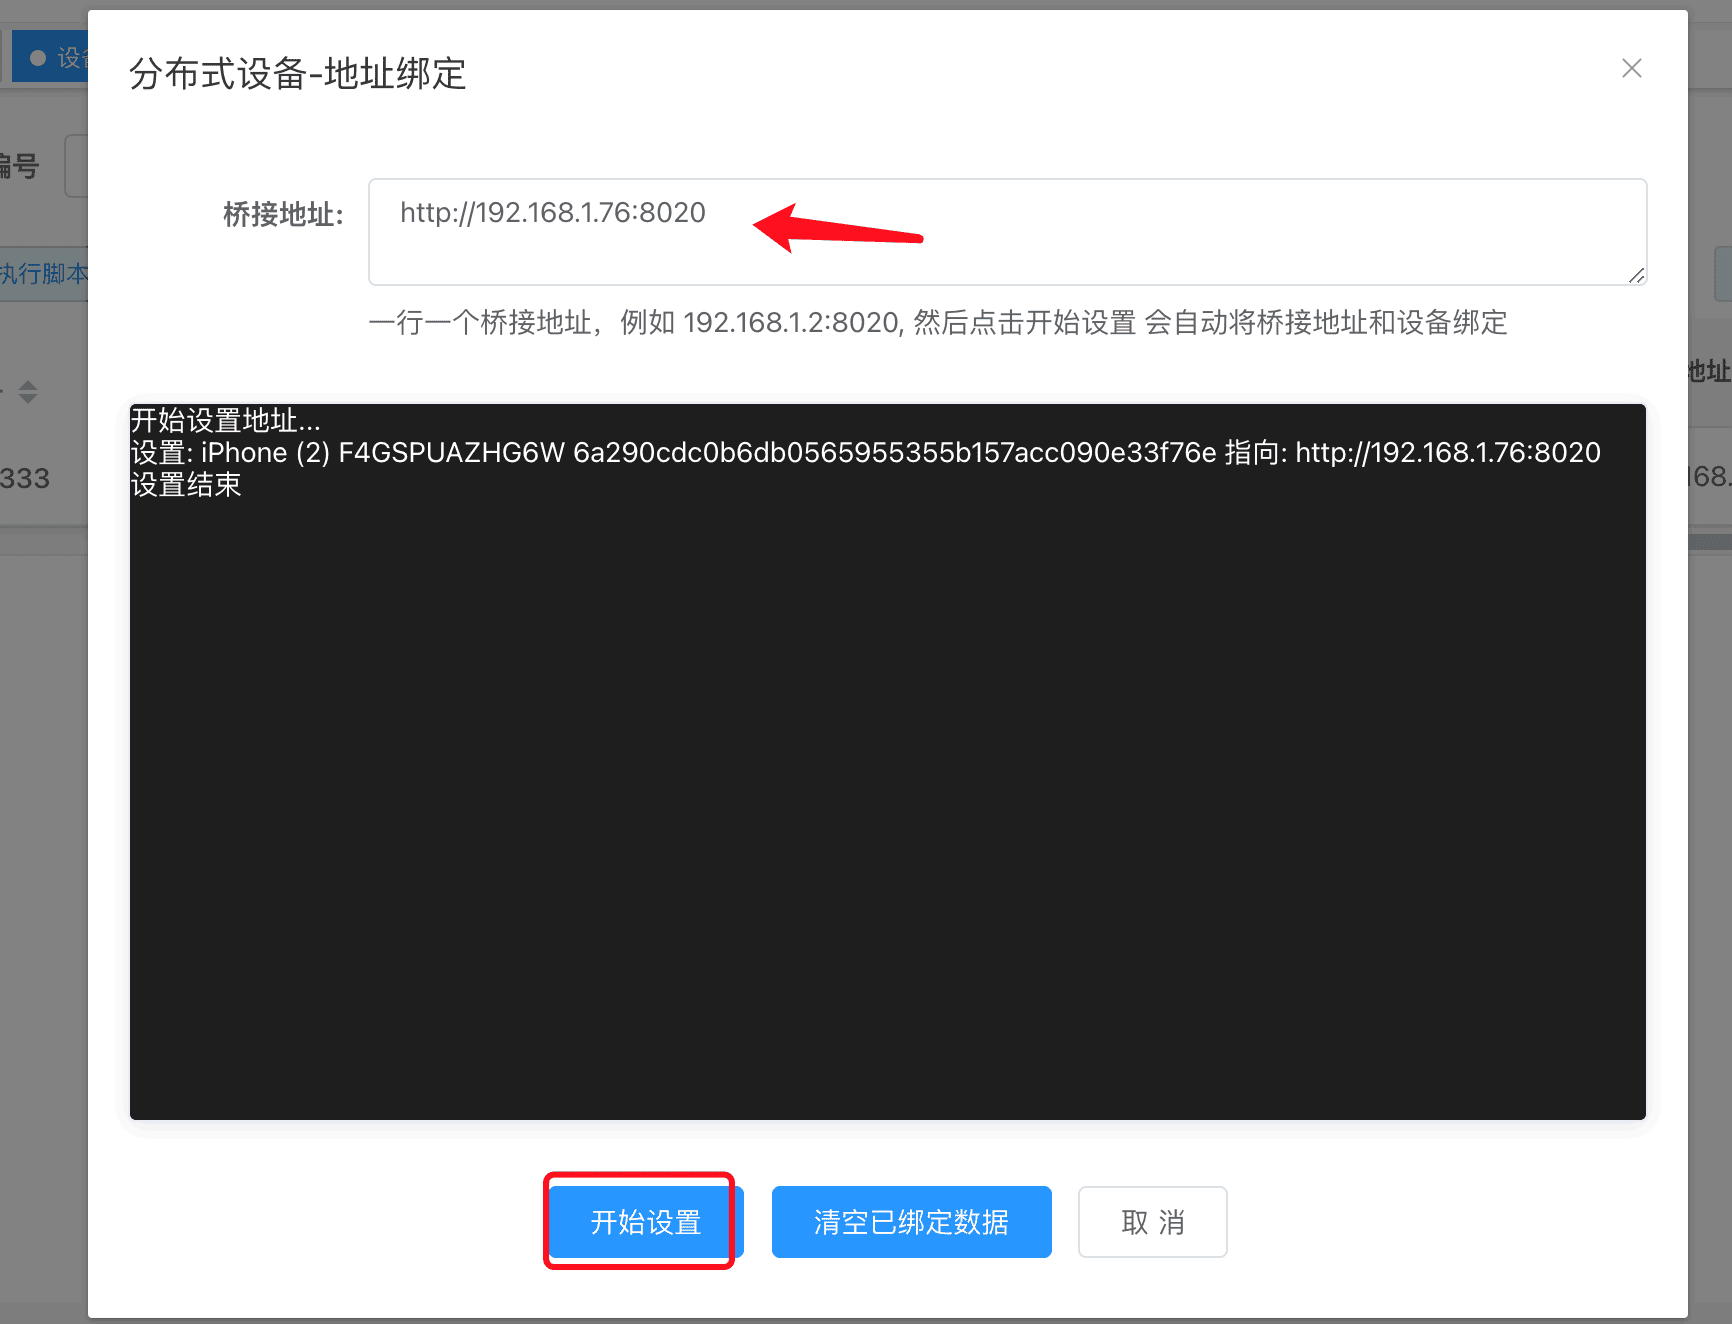 设
分布式设备-地址绑定
编号
桥接地址:
http://192.168.1.76:8020
执行脚本
一行一个桥接地址，例如 192.168.1.2:8020, 然后点击开始设置 会自动将桥接地址和设备绑定
地址
开始设置地址...
设置: iPhone (2) F4GSPUAZHG6W 6a290cdc0b6db0565955355b157acc090e33f76e 指向: http://192.168.1.76:8020
333
168.
设置结束
开始设置
清空已绑定数据
取 消